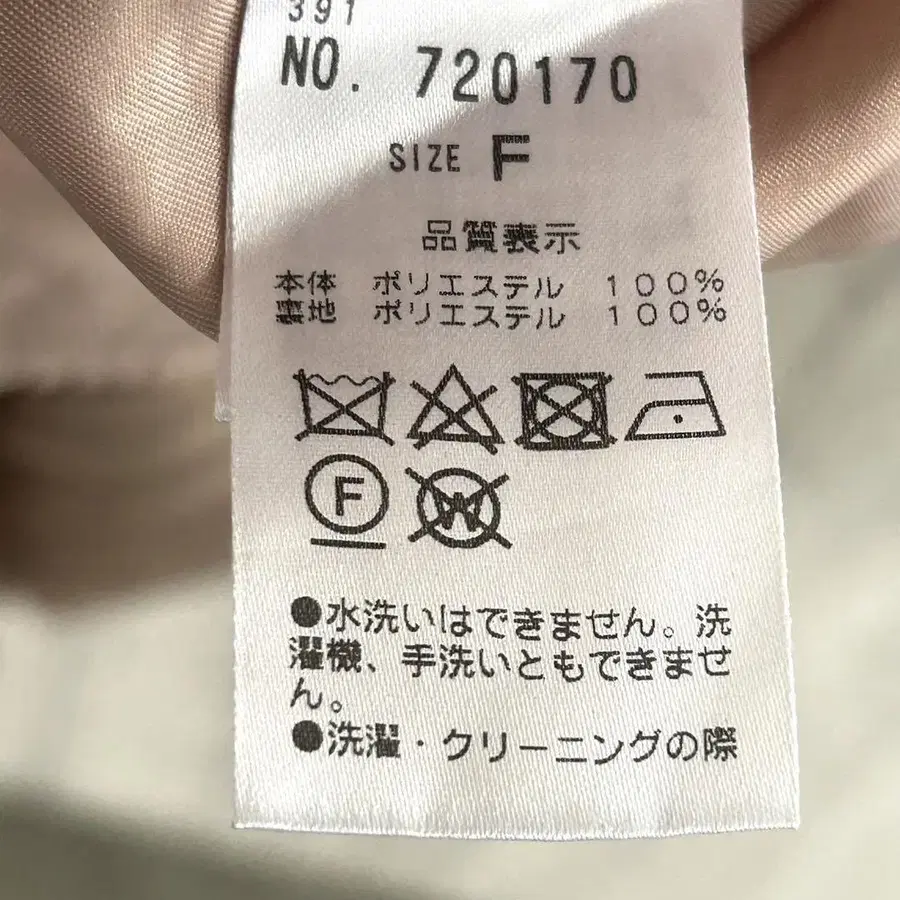 391
NO. 720170
SIZE F
品質表示
本体 ポリエステル 100%
裏地 ポリエステル 100%
F
W
●水洗いはできません。洗
濯機、手洗いともできませ
ん。
●洗濯・クリーニングの際